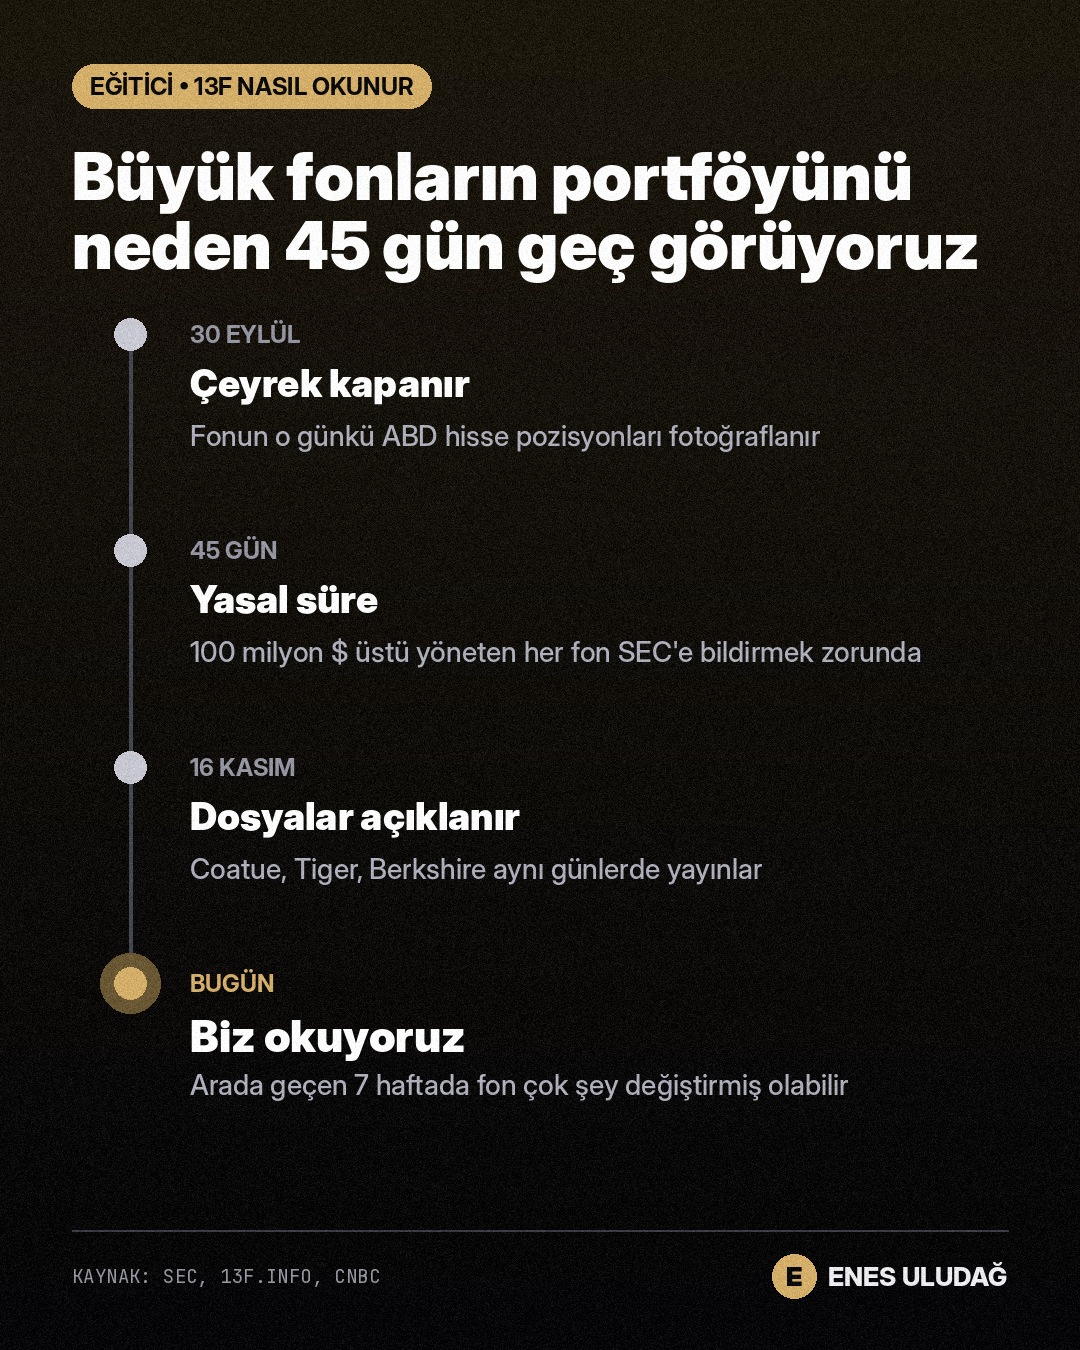 EĞİTİCİ • 13F NASIL OKUNUR
Büyük fonların portföyünü
neden 45 gün geç görüyoruz
30 EYLÜL
Çeyrek kapanır
Fonun o günkü ABD hisse pozisyonları fotoğraflanır
45 GÜN
Yasal süre
100 milyon $ üstü yöneten her fon SEC'e bildirmek zorunda
16 KASIM
Dosyalar açıklanır
Coatue, Tiger, Berkshire aynı günlerde yayınlar
BUGÜN
Biz okuyoruz
Arada geçen 7 haftada fon çok şey değiştirmiş olabilir
KAYNAK: SEC, 13F.INFO, CNBC
E ENES ULUDAĞ